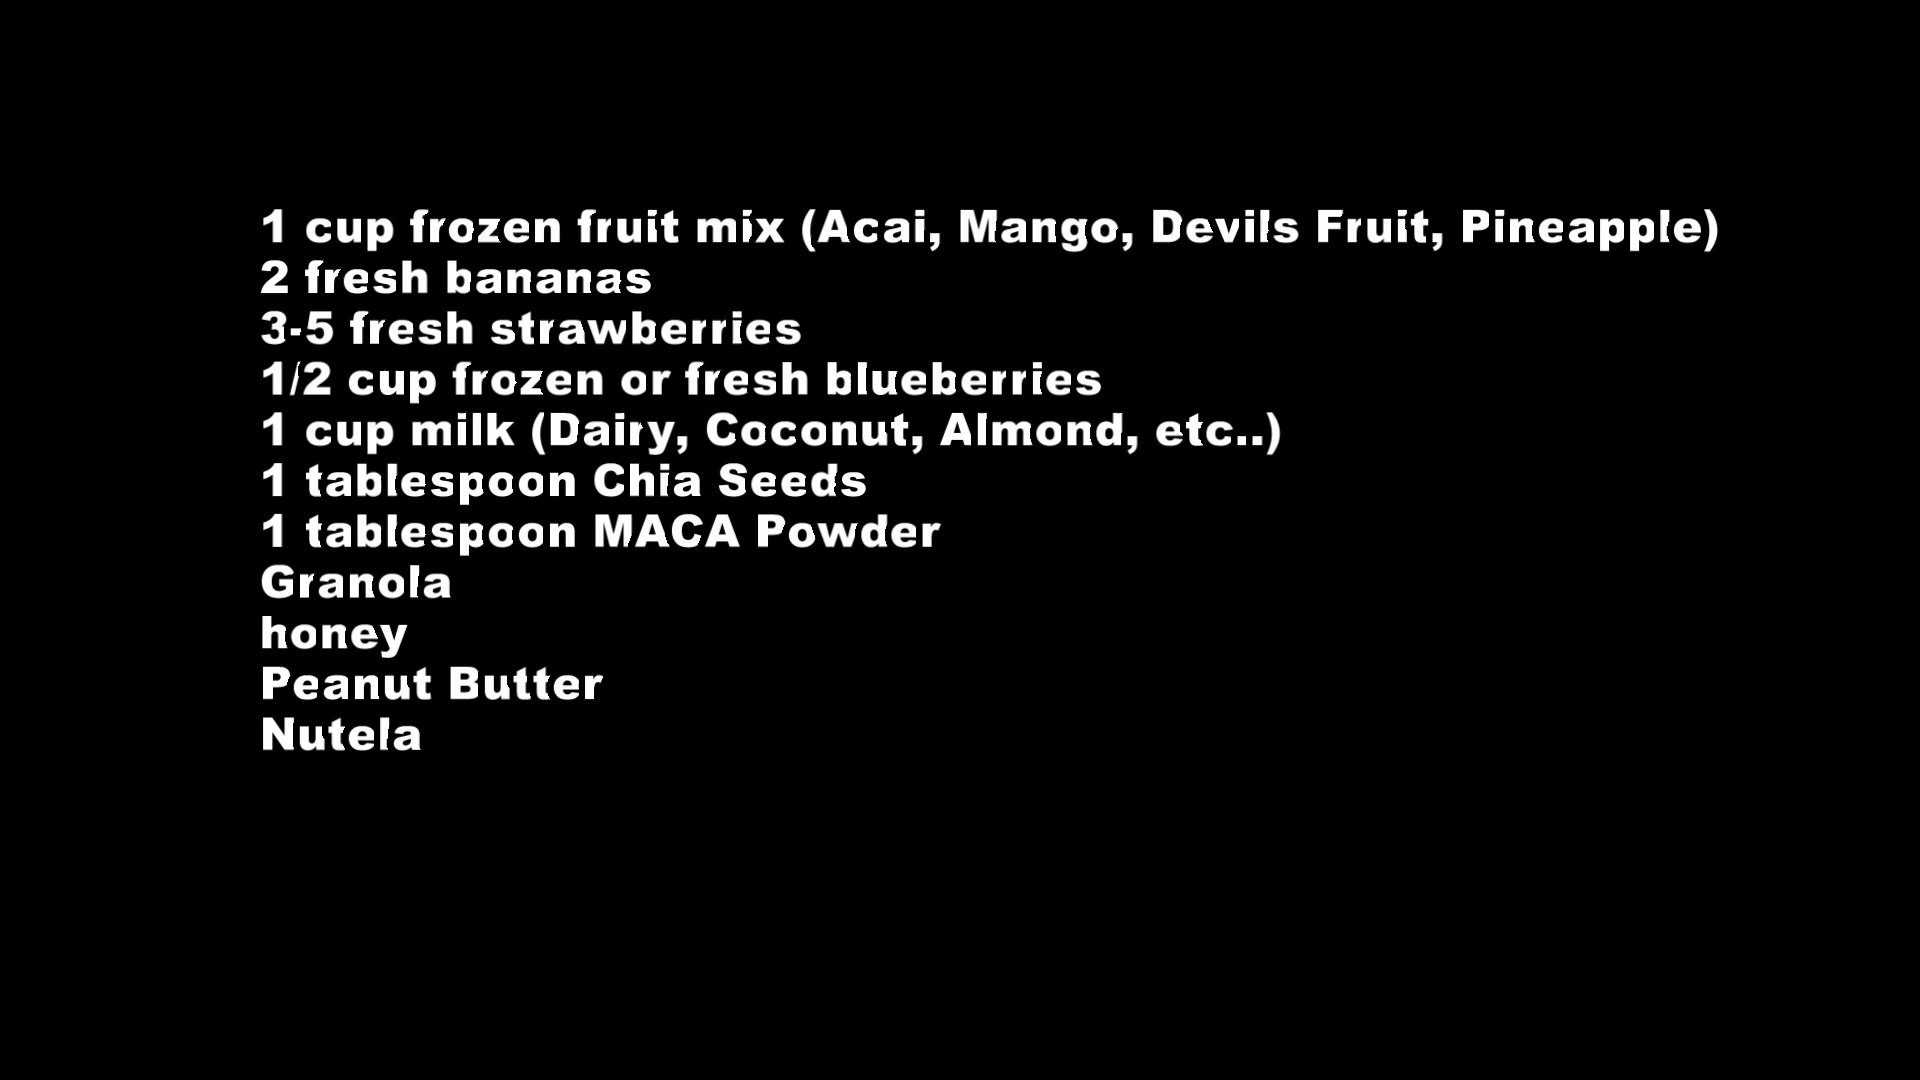 1 cup frozen fruit mix (Acai, Mango, Devils Fruit, Pineapple)
2 fresh bananas
3-5 fresh strawberries
1/2 cup frozen or fresh blueberries
1 cup milk (Dairy, Coconut, Almond, etc..)
1 tablespoon Chia Seeds
1 tablespoon MACA Powder
Granola
honey
Peanut Butter
Nutela